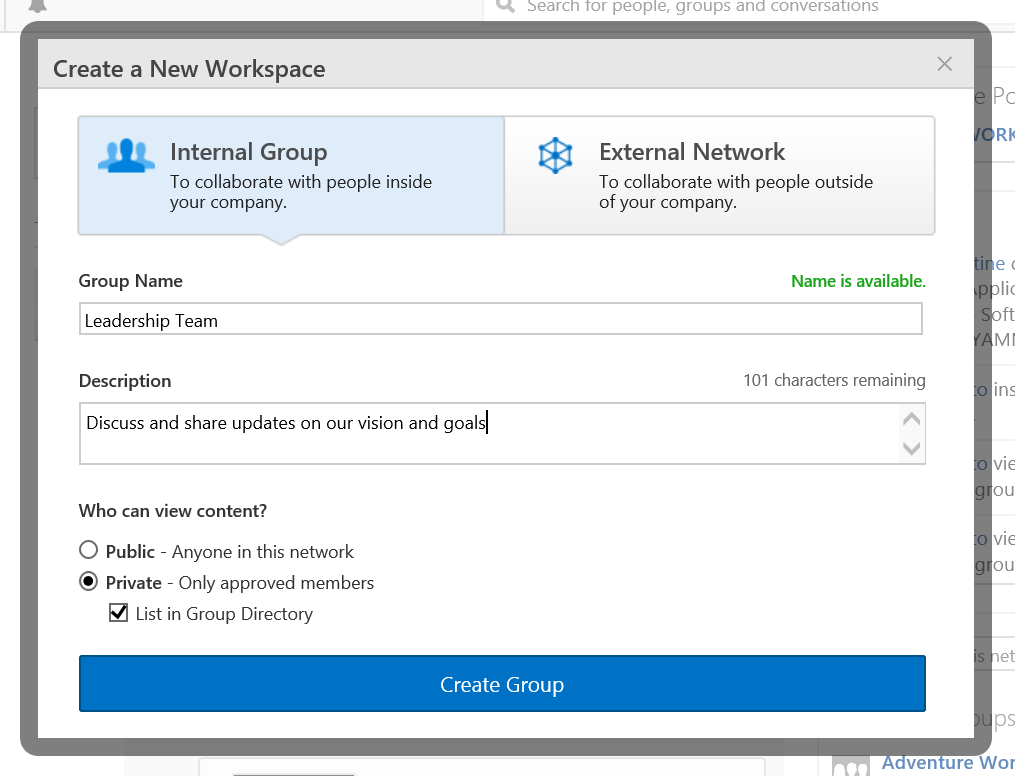 Search for people, groups and conversations
Create a New Workspace
Internal Group
To collaborate with people inside
your company.
External Network
To collaborate with people outside
of your company.
Group Name
Name is available.
Leadership Team
Description
101 characters remaining
Discuss and share updates on our vision and goals
Who can view content?
Public - Anyone in this network
Private - Only approved members
List in Group Directory
Create Group
Adventure Wor